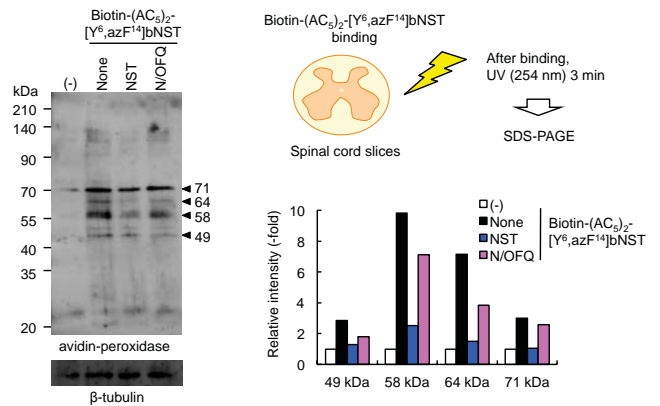 Biotin-(AC₅)₂-
[Y⁶,azF¹⁴]bNST
(-)
None
NST
N/OFQ
kDa
210
140
90
70
55
40
35
20
71
64
58
49
avidin-peroxidase
β-tubulin
Biotin-(AC₅)₂-[Y⁶,azF¹⁴]bNST
binding
Spinal cord slices
After binding,
UV (254 nm) 3 min
SDS-PAGE
Relative intensity (-fold)
10
8
6
4
2
0
(-)
None
NST
N/OFQ
Biotin-(AC₅)₂-
[Y⁶,azF¹⁴]bNST
49 kDa 58 kDa 64 kDa 71 kDa